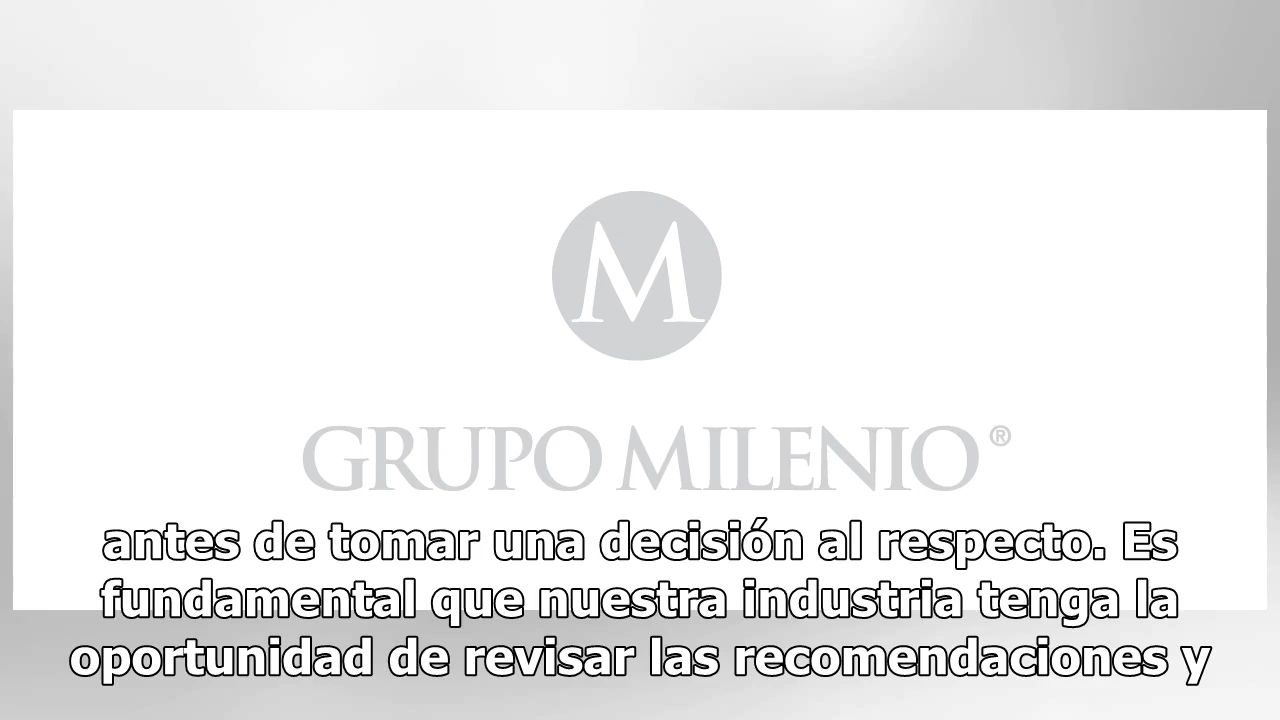 M
GRUPO MILENIO®
antes de tomar una decisión al respecto. Es
fundamental que nuestra industria tenga la
oportunidad de revisar las recomendaciones y